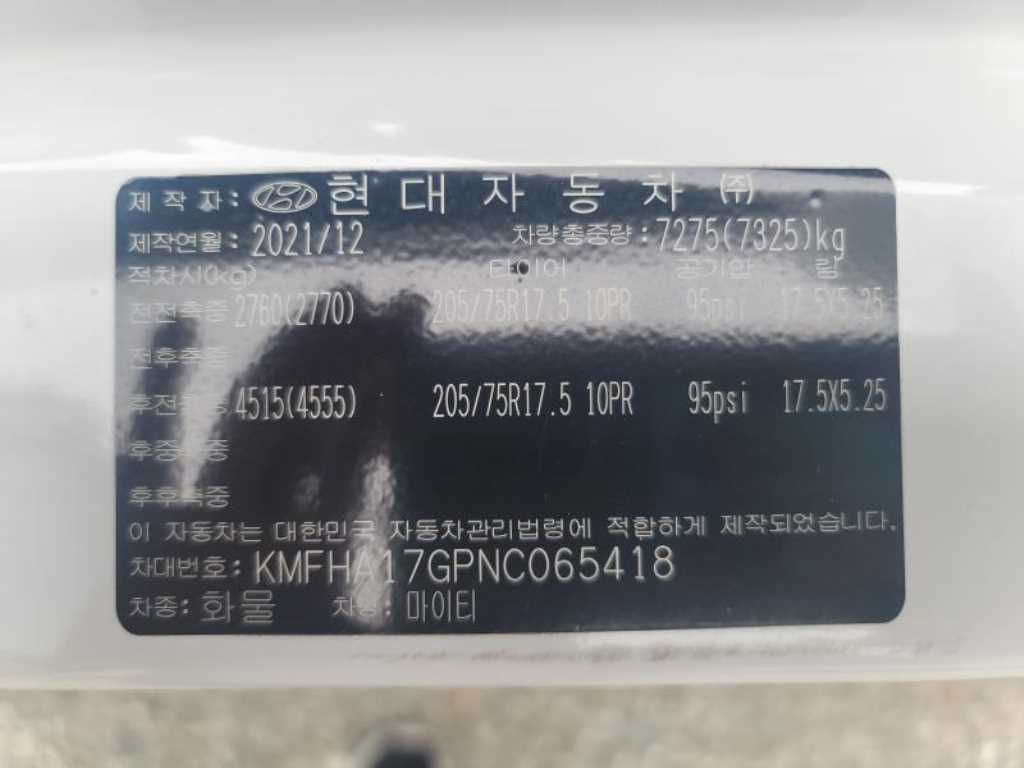 제 작 자: 현 대 자 동 차 ㈜
제작연월: 2021/12 차량총중량: 7275(7325)kg
적차시(kg) 타이어 공기압 림
전전축중 2760(2770) 205/75R17.5 10PR 95psi 17.5X5.25
전후축중
후전축중 4515(4555) 205/75R17.5 10PR 95psi 17.5X5.25
후중축중
후후축중
이 자동차는 대한민국 자동차관리법령에 적합하게 제작되었습니다.
차대번호: KMFHA17GPNC065418
차종: 화물 차명: 마이티